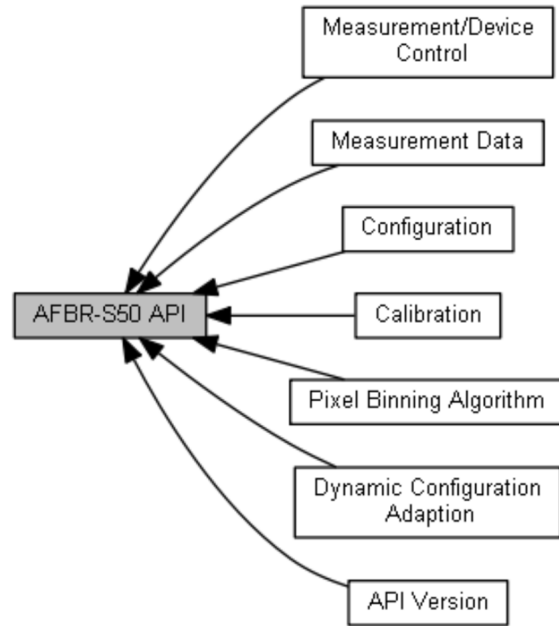 Measurement/Device
Control
Measurement Data
Configuration
AFBR-S50 API
Calibration
Pixel Binning Algorithm
Dynamic Configuration
Adaption
API Version